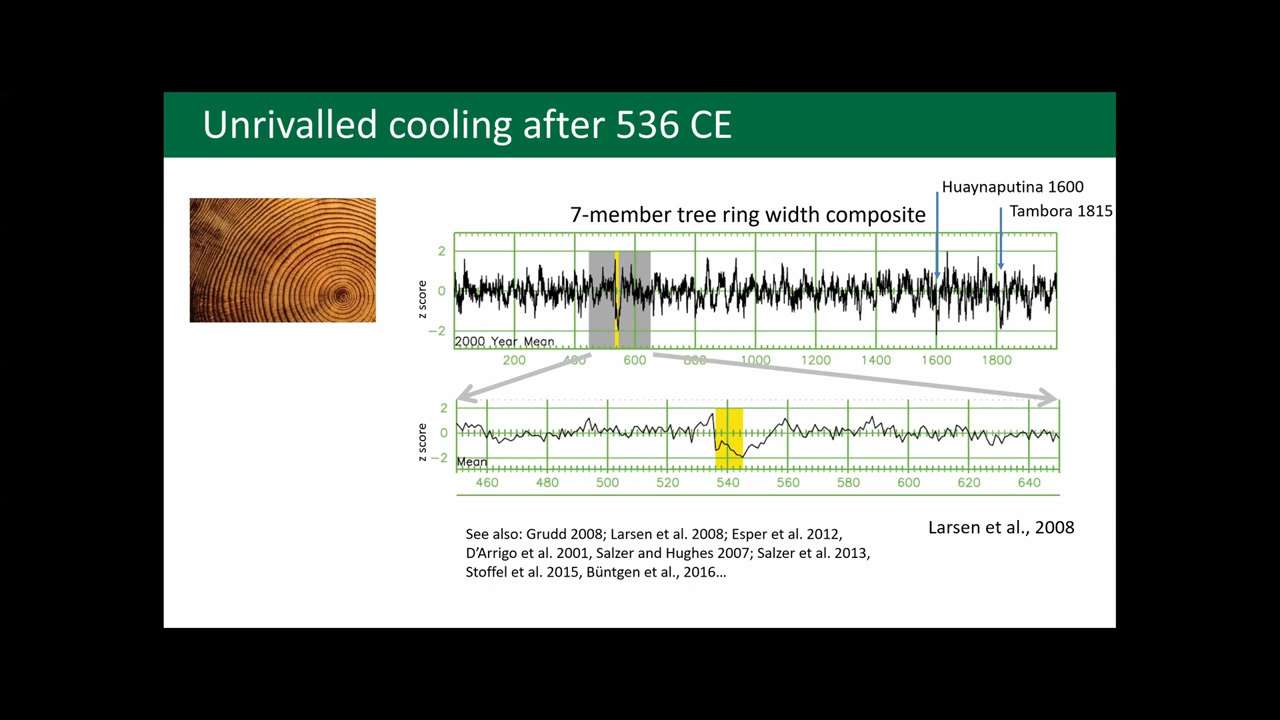 Unrivalled cooling after 536 CE
Huaynaputina 1600
Tambora 1815
7-member tree ring width composite
2
0
−2
z score
2000 Year Mean
200 400 600 800 1000 1200 1400 1600 1800
2
0
−2
z score
Mean
460 480 500 520 540 560 580 600 620 640
Larsen et al., 2008
See also: Grudd 2008; Larsen et al. 2008; Esper et al. 2012,
D’Arrigo et al. 2001, Salzer and Hughes 2007; Salzer et al. 2013,
Stoffel et al. 2015, Büntgen et al., 2016…